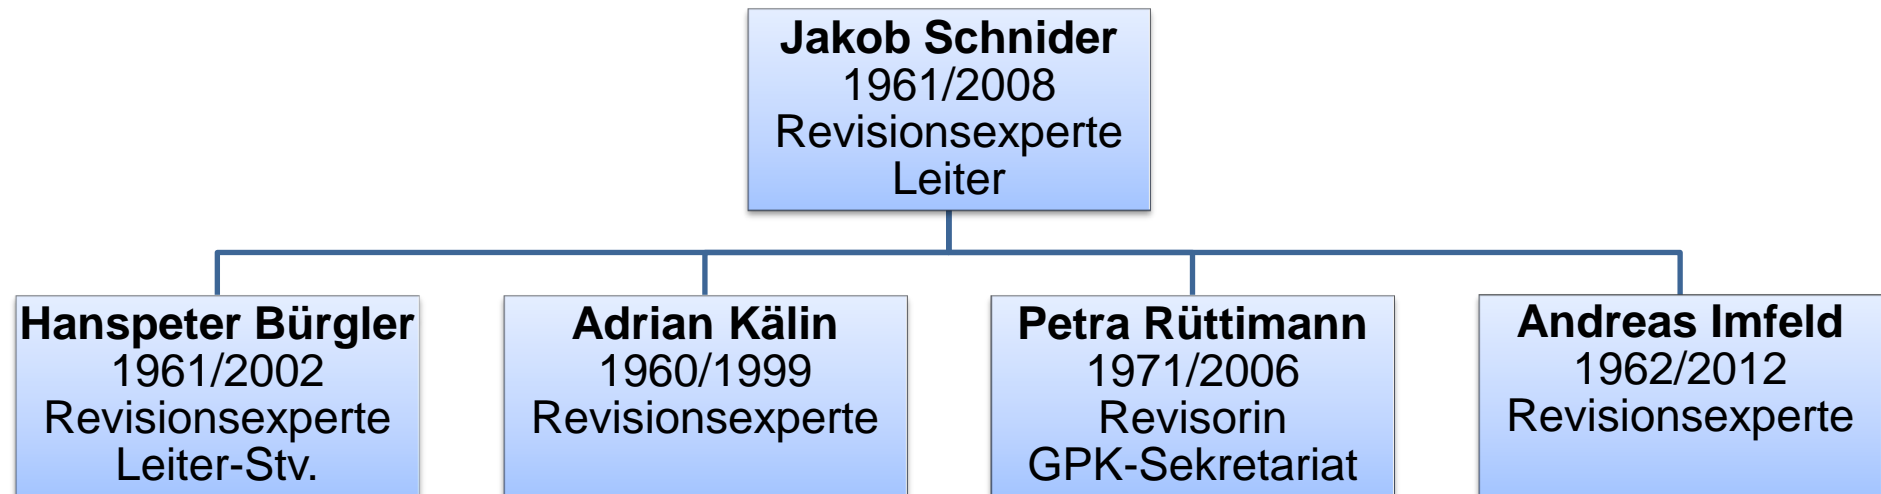 Jakob Schnider
1961/2008
Revisionsexperte
Leiter
Hanspeter Bürgler
1961/2002
Revisionsexperte
Leiter-Stv.
Adrian Kälin
1960/1999
Revisionsexperte
Petra Rüttimann
1971/2006
Revisorin
GPK-Sekretariat
Andreas Imfeld
1962/2012
Revisionsexperte